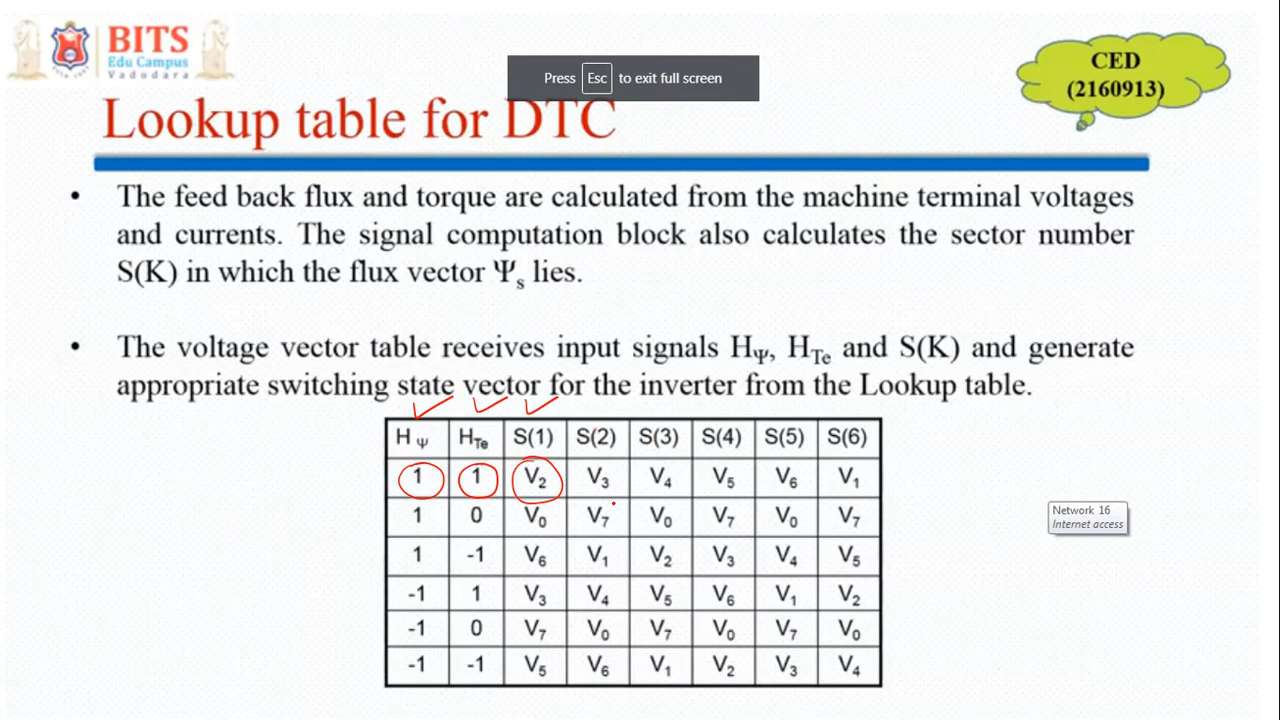 BITS
Edu Campus
Vadodara
Press Esc to exit full screen
CED
(2160913)
Lookup table for DTC
• The feed back flux and torque are calculated from the machine terminal voltages
and currents. The signal computation block also calculates the sector number
S(K) in which the flux vector Ψs lies.
• The voltage vector table receives input signals HΨ, HTe and S(K) and generate
appropriate switching state vector for the inverter from the Lookup table.
H Ψ HTe S(1) S(2) S(3) S(4) S(5) S(6)
1 1 V2 V3 V4 V5 V6 V1
1 0 V0 V7 V0 V7 V0 V7
1 -1 V6 V1 V2 V3 V4 V5
-1 1 V3 V4 V5 V6 V1 V2
-1 0 V7 V0 V7 V0 V7 V0
-1 -1 V5 V6 V1 V2 V3 V4
Network 16
Internet access